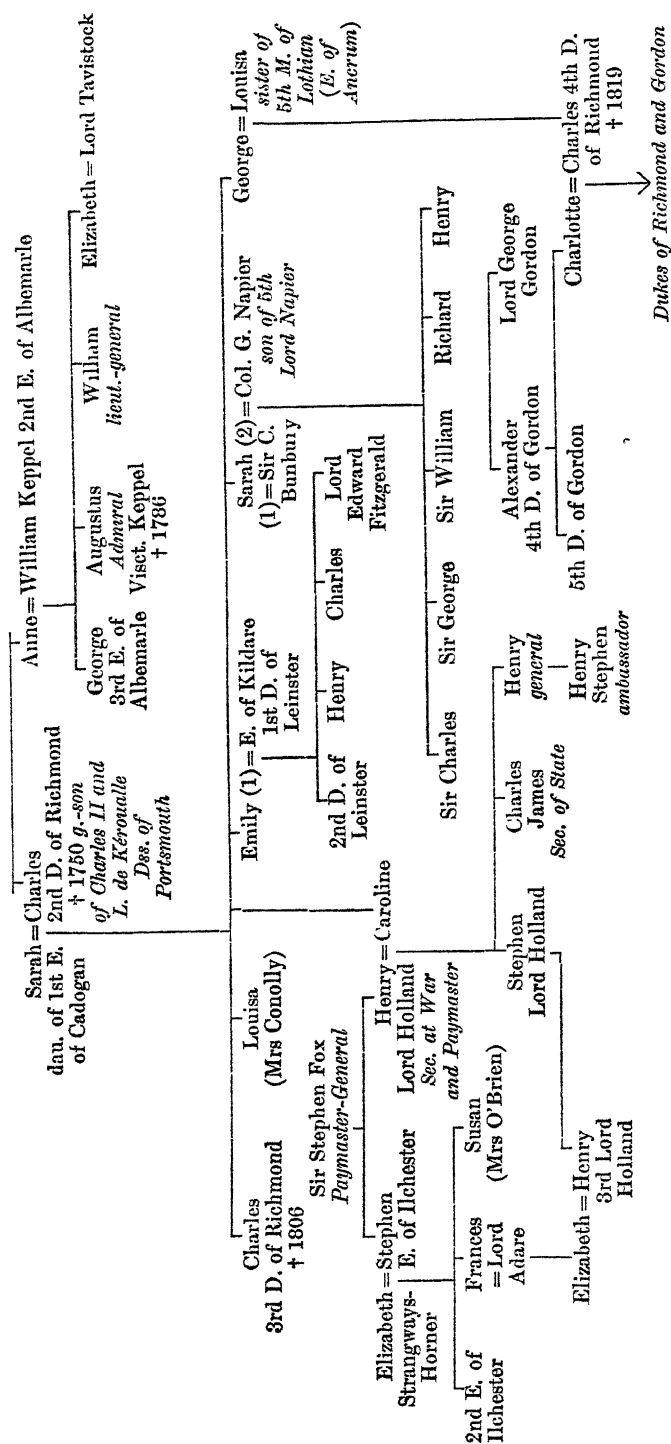 Anne = William Keppel 2nd E. of Albemarle
George
3rd E. of
Albemarle
Augustus
Admiral
Visct. Keppel
† 1786
William
lieut.-general
Elizabeth = Lord Tavistock
Sarah = Charles
dau. of 1st E.
of Cadogan
2nd D. of Richmond
† 1750 g.-son
of Charles II and
L. de Kéroualle
Dss. of
Portsmouth
Charles
3rd D. of Richmond
† 1806
Louisa
(Mrs Conolly)
Emily (1) = E. of Kildare
1st D. of
Leinster
Sarah (2) = Col. G. Napier
son of 5th
Lord Napier
(1) = Sir C.
Bunbury
George = Louisa
sister of
5th M. of
Lothian
(E. of
Ancrum)
2nd D. of
Leinster
Henry
Charles
Lord
Edward
Fitzgerald
Sir Stephen Fox
Paymaster-General
Elizabeth = Stephen
Strangways-
Horner
E. of Ilchester
Henry = Caroline
Lord Holland
Sec. at War
and Paymaster
Sir Charles
Sir George
Sir William
Richard
Henry
2nd E. of
Ilchester
Frances
= Lord
Adare
Susan
(Mrs O'Brien)
Stephen
Lord Holland
Charles
James
Sec. of State
Henry
general
Alexander
4th D. of Gordon
Lord George
Gordon
Elizabeth = Henry
3rd Lord
Holland
Henry
Stephen
ambassador
5th D. of Gordon
Charlotte = Charles 4th D.
of Richmond
† 1819
Dukes of Richmond and Gordon